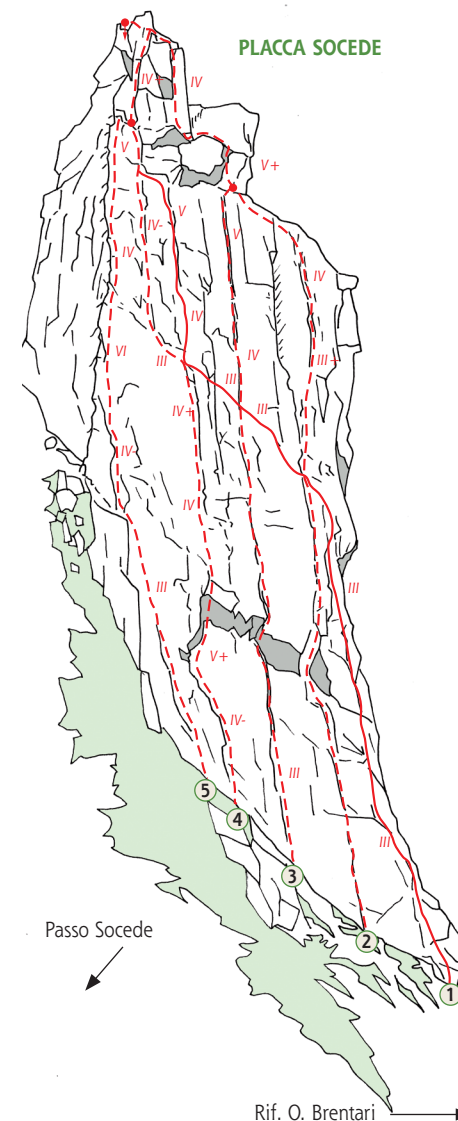 PLACCA SOCEDE
IV+
IV
V
V+
IV-
V
V
IV
IV
IV
VI
III
IV
III+
III
IV+
III
IV-
IV
III
III
V+
IV-
III
5
4
III
3
2
1
Passo Socede
Rif. O. Brentari